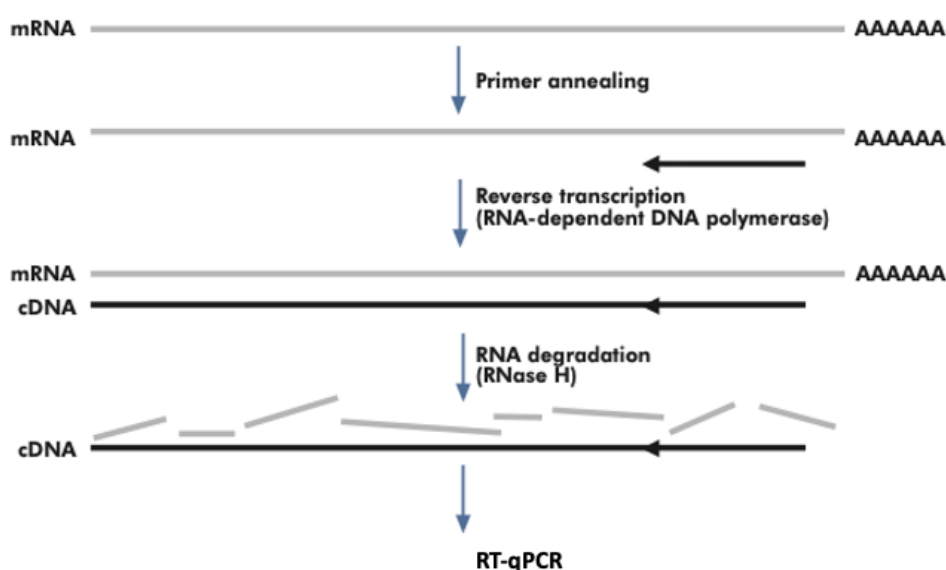 mRNA AAAAAA
Primer annealing
mRNA AAAAAA
Reverse transcription
(RNA-dependent DNA polymerase)
mRNA AAAAAA
cDNA
RNA degradation
(RNase H)
cDNA
RT-qPCR